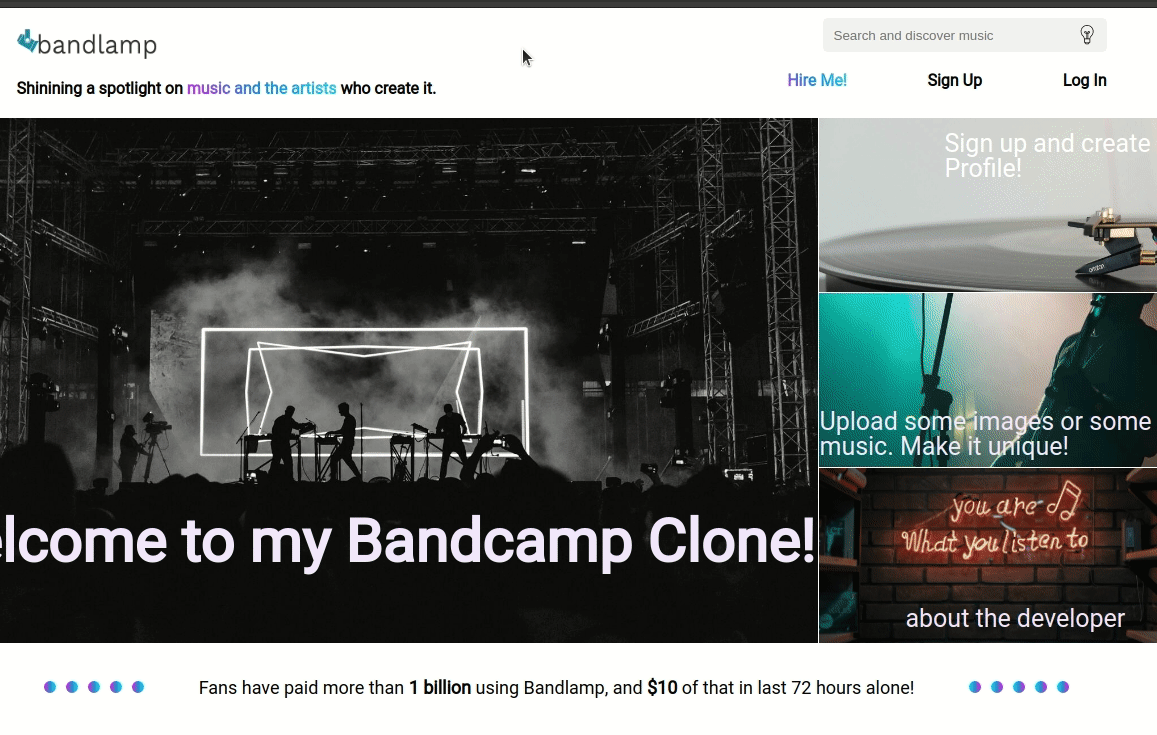 bandlamp
Search and discover music
Shinining a spotlight on music and the artists who create it.
Hire Me!
Sign Up
Log In
Sign up and create
Profile!
Upload some images or some
music. Make it unique!
elcome to my Bandcamp Clone!
you are
What you listen to
about the developer
Fans have paid more than 1 billion using Bandlamp, and $10 of that in last 72 hours alone!